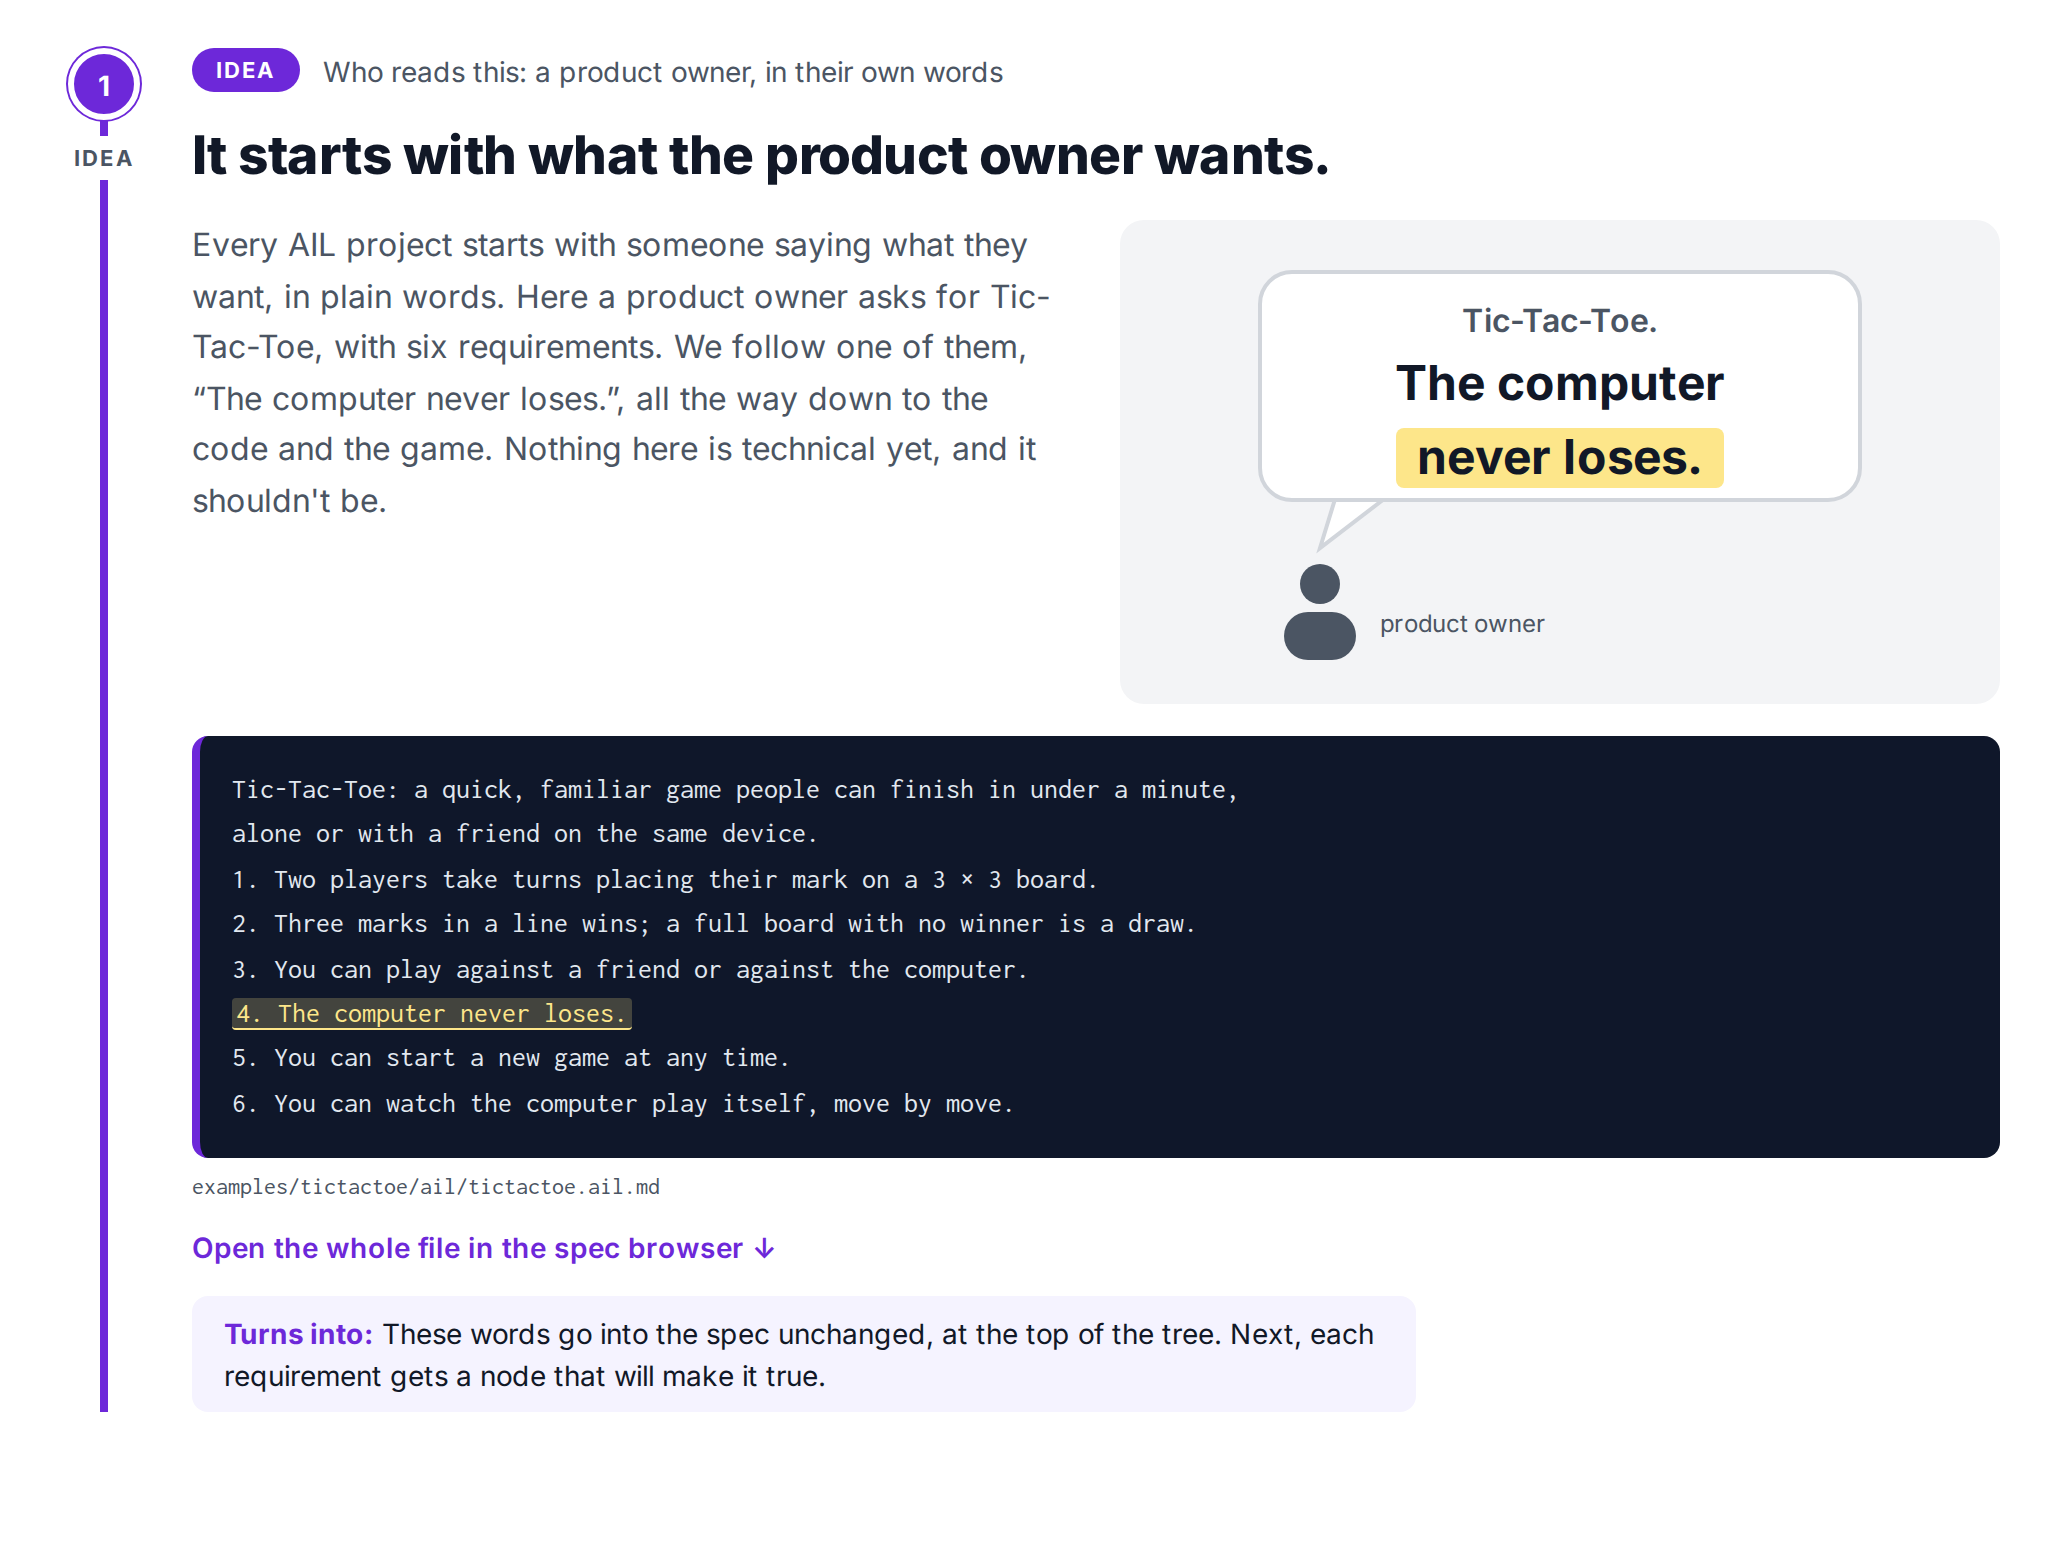 1
IDEA
IDEA
Who reads this: a product owner, in their own words
It starts with what the product owner wants.
Every AIL project starts with someone saying what they
want, in plain words. Here a product owner asks for Tic-
Tac-Toe, with six requirements. We follow one of them,
“The computer never loses.”, all the way down to the
code and the game. Nothing here is technical yet, and it
shouldn't be.
Tic-Tac-Toe.
The computer
never loses.
product owner
Tic-Tac-Toe: a quick, familiar game people can finish in under a minute,
alone or with a friend on the same device.
1. Two players take turns placing their mark on a 3 × 3 board.
2. Three marks in a line wins; a full board with no winner is a draw.
3. You can play against a friend or against the computer.
4. The computer never loses.
5. You can start a new game at any time.
6. You can watch the computer play itself, move by move.
examples/tictactoe/ail/tictactoe.ail.md
Open the whole file in the spec browser ↓
Turns into: These words go into the spec unchanged, at the top of the tree. Next, each
requirement gets a node that will make it true.